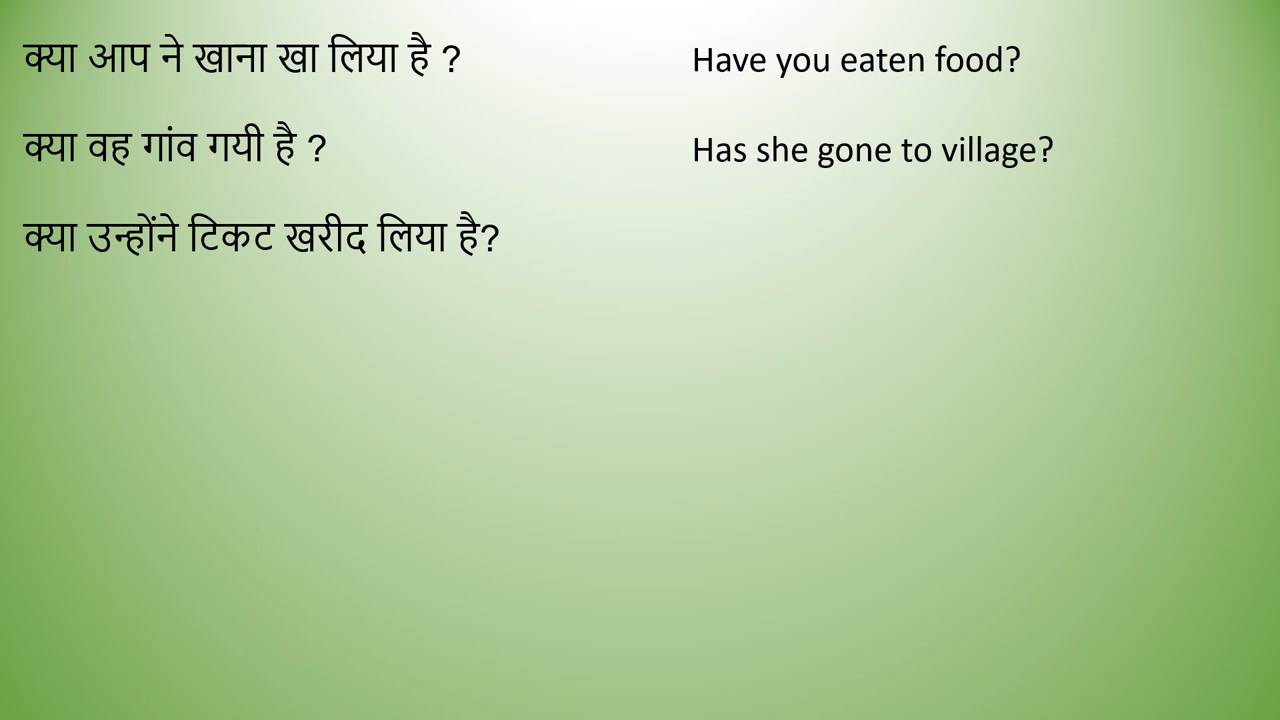 क्या आप ने खाना खा लिया है ? Have you eaten food?
क्या वह गांव गयी है ? Has she gone to village?
क्या उन्होंने टिकट खरीद लिया है?